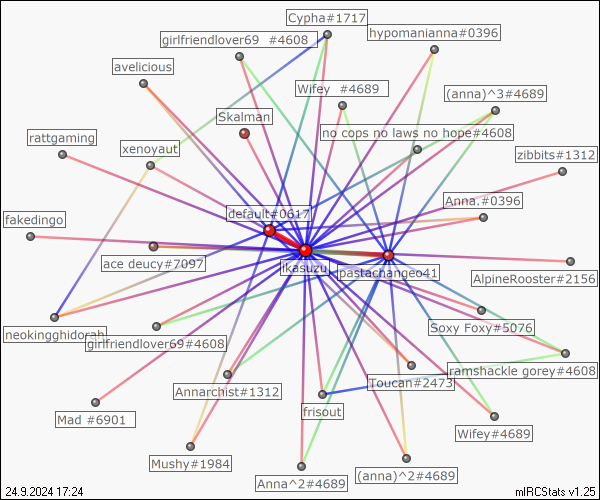 Cypha#1717
girlfriendlover69 #4608
hypomanianna#0396
avelicious
Wifey #4689
(anna)^3#4689
Skalman
no cops no laws no hope#4608
rattgaming
xenoyaut
zibbits#1312
default#0617
Anna.#0396
fakedingo
ace deucy#7097
ikasuzu
pastachangeo41
AlpineRooster#2156
neokingghidorah
girlfriendlover69#4608
Soxy Foxy#5076
Annarchist#1312
Toucan#2473
ramshackle gorey#4608
Mad #6901
frisout
Wifey#4689
Mushy#1984
Anna^2#4689
(anna)^2#4689
24.9.2024 17:24
mIRCStats v1.25